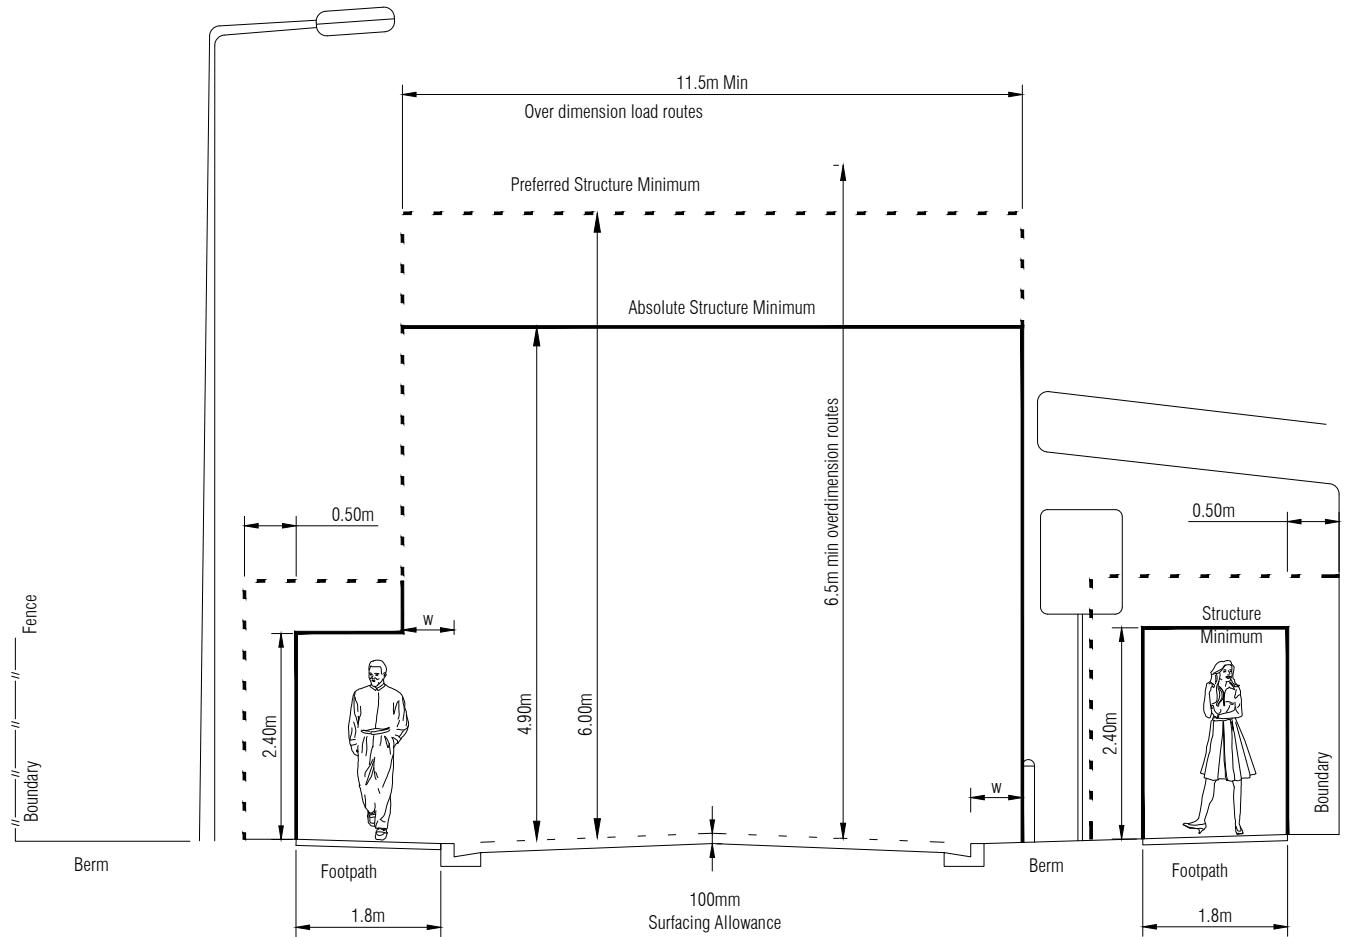 11.5m Min
Over dimension load routes
Preferred Structure Minimum
Absolute Structure Minimum
6.5m min overdimension routes
0.50m
0.50m
Fence
w
Structure
Minimum
4.90m
6.00m
2.40m
2.40m
Boundary
Boundary
w
Berm
Footpath
Berm
Footpath
100mm
Surfacing Allowance
1.8m
1.8m